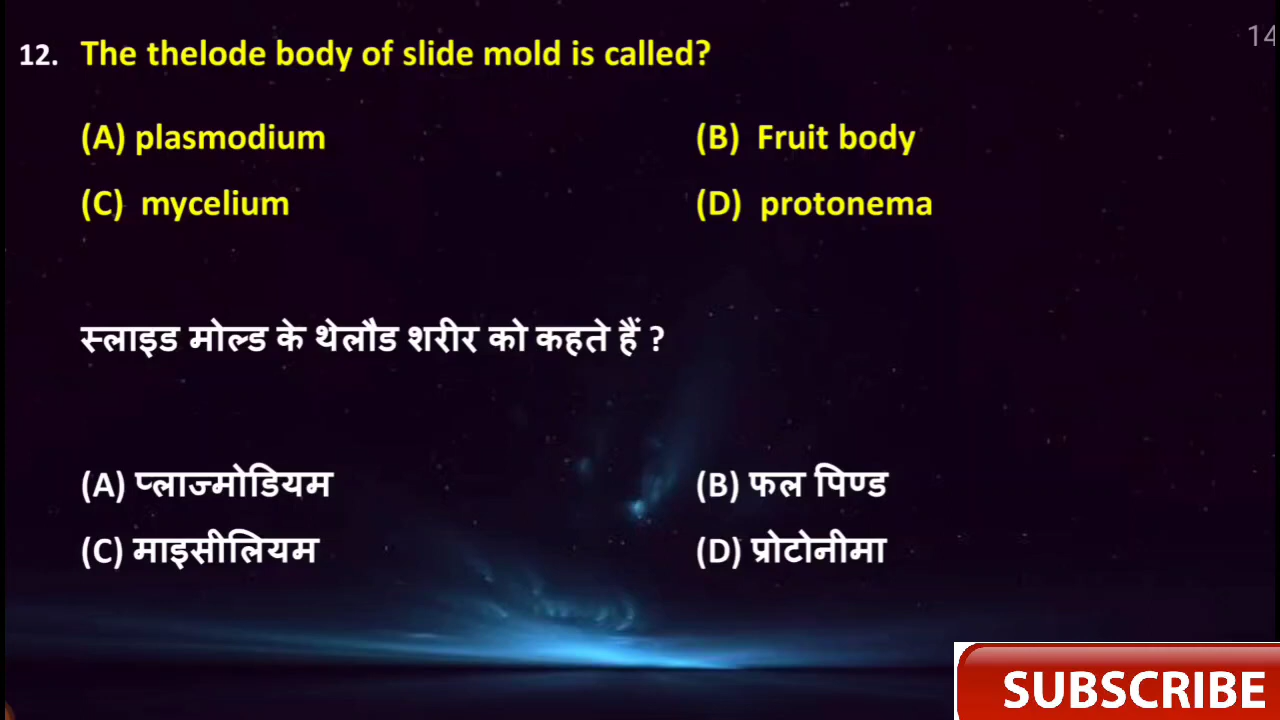 12. The thelode body of slide mold is called?
14
(A) plasmodium (B) Fruit body
(C) mycelium (D) protonema
स्लाइड मोल्ड के थेलौड शरीर को कहते हैं ?
(A) प्लाज्मोडियम (B) फल पिण्ड
(C) माइसीलियम (D) प्रोटोनीमा
SUBSCRIBE